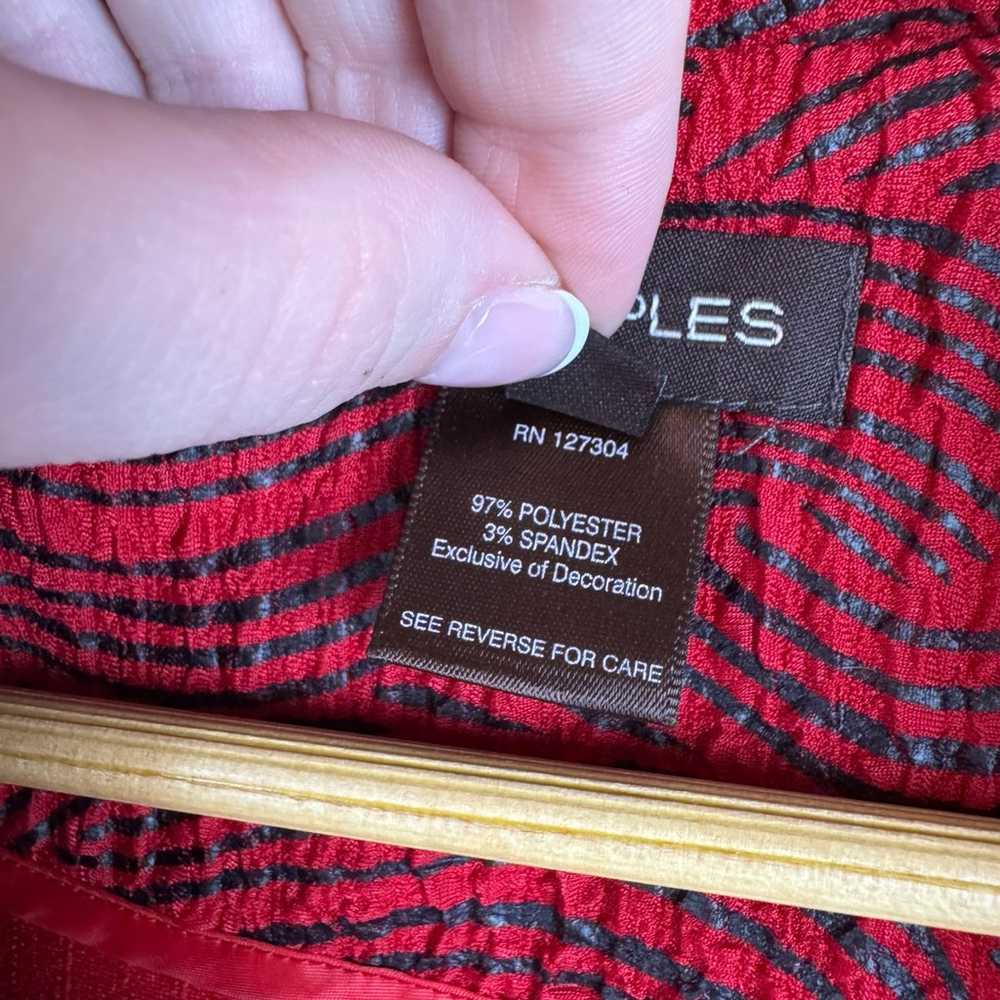 PLES
RN 127304
97% POLYESTER
3% SPANDEX
Exclusive of Decoration
SEE REVERSE FOR CARE